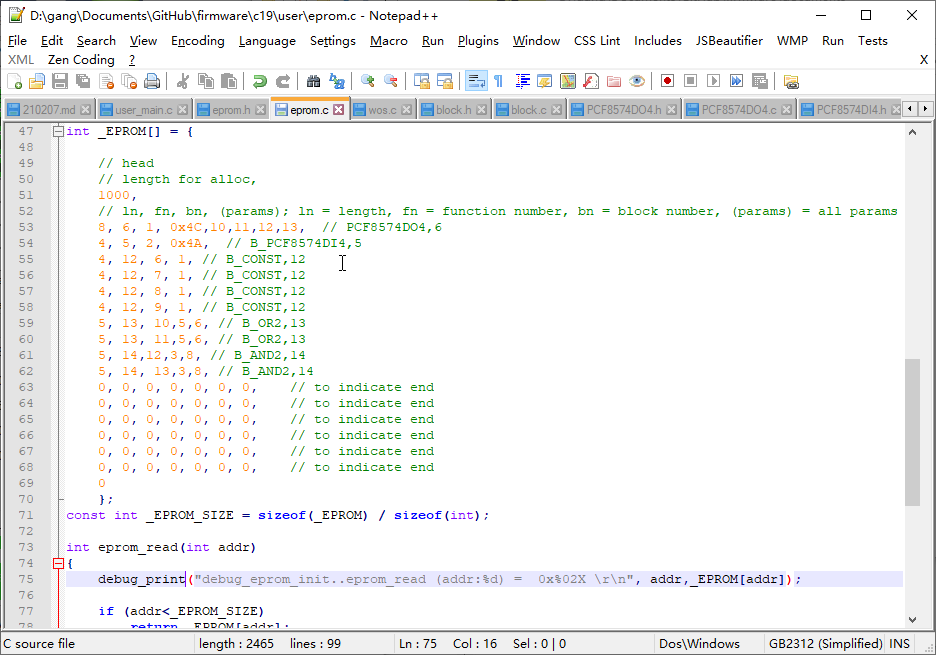 D:\gang\Documents\GitHub\firmware\c19\user\eprom.c - Notepad++
File Edit Search View Encoding Language Settings Macro Run Plugins Window CSS Lint Includes JSBeautifier WMP Run Tests
XML Zen Coding ? X
210207.md user_main.c eprom.h eprom.c wos.c block.h block.c PCF8574DO4.h PCF8574DO4.c PCF8574DI4.h
47 int _EPROM[] = {
48
49 // head
50 // length for alloc,
51 1000,
52 // ln, fn, bn, (params); ln = length, fn = function number, bn = block number, (params) = all params
53 8, 6, 1, 0x4C,10,11,12,13, // PCF8574DO4,6
54 4, 5, 2, 0x4A, // B_PCF8574DI4,5
55 4, 12, 6, 1, // B_CONST,12
56 4, 12, 7, 1, // B_CONST,12
57 4, 12, 8, 1, // B_CONST,12
58 4, 12, 9, 1, // B_CONST,12
59 5, 13, 10,5,6, // B_OR2,13
60 5, 13, 11,5,6, // B_OR2,13
61 5, 14,12,3,8, // B_AND2,14
62 5, 14, 13,3,8, // B_AND2,14
63 0, 0, 0, 0, 0, 0, 0, // to indicate end
64 0, 0, 0, 0, 0, 0, 0, // to indicate end
65 0, 0, 0, 0, 0, 0, 0, // to indicate end
66 0, 0, 0, 0, 0, 0, 0, // to indicate end
67 0, 0, 0, 0, 0, 0, 0, // to indicate end
68 0, 0, 0, 0, 0, 0, 0, // to indicate end
69 0
70 };
71 const int _EPROM_SIZE = sizeof(_EPROM) / sizeof(int);
72
73 int eprom_read(int addr)
74 {
75 debug_print("debug_eprom_init..eprom_read (addr:%d) =  0x%02X \r\n", addr,_EPROM[addr]);
76
77 if (addr<_EPROM_SIZE)
78 return _EPROM[addr];
C source file length : 2465 lines : 99 Ln : 75 Col : 16 Sel : 0 | 0 Dos\Windows GB2312 (Simplified) INS